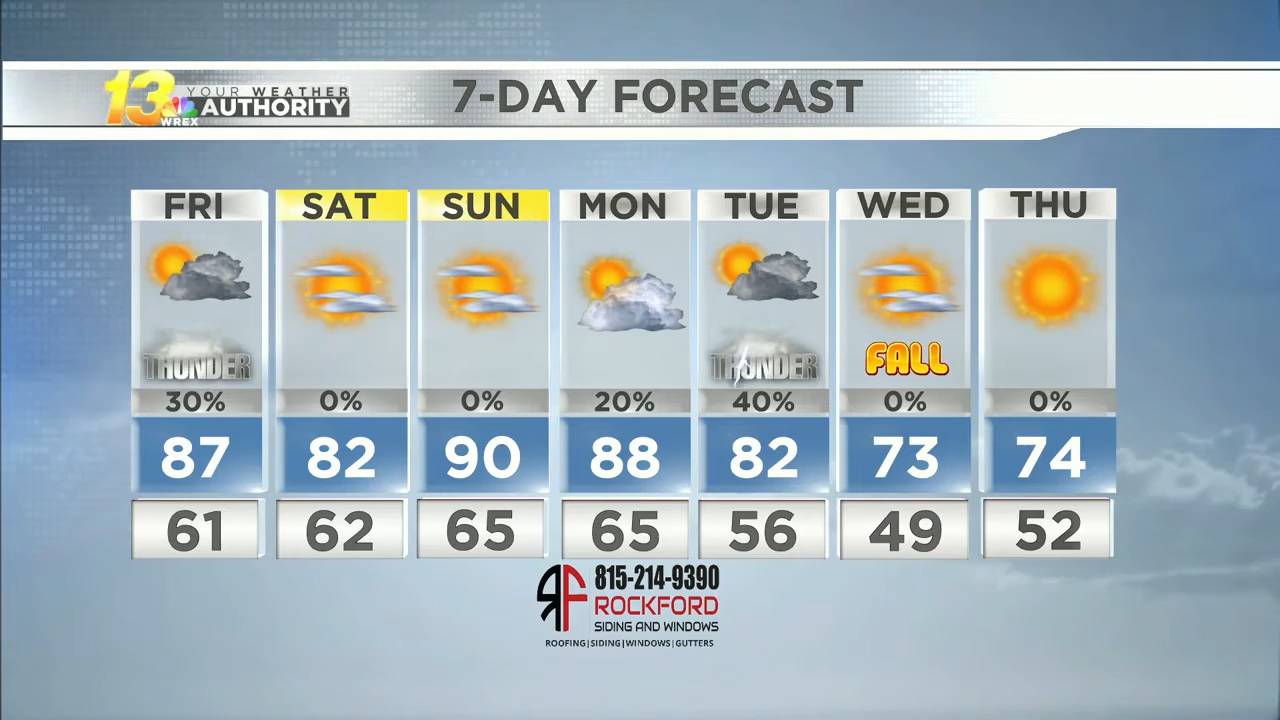 13 YOUR WEATHER
WREX AUTHORITY
7-DAY FORECAST
FRI SAT SUN MON TUE WED THU
THUNDER THUNDER FALL
30% 0% 0% 20% 40% 0% 0%
87 82 90 88 82 73 74
61 62 65 65 56 49 52
RF 815-214-9390
ROCKFORD
SIDING AND WINDOWS
ROOFING|SIDING|WINDOWS|GUTTERS